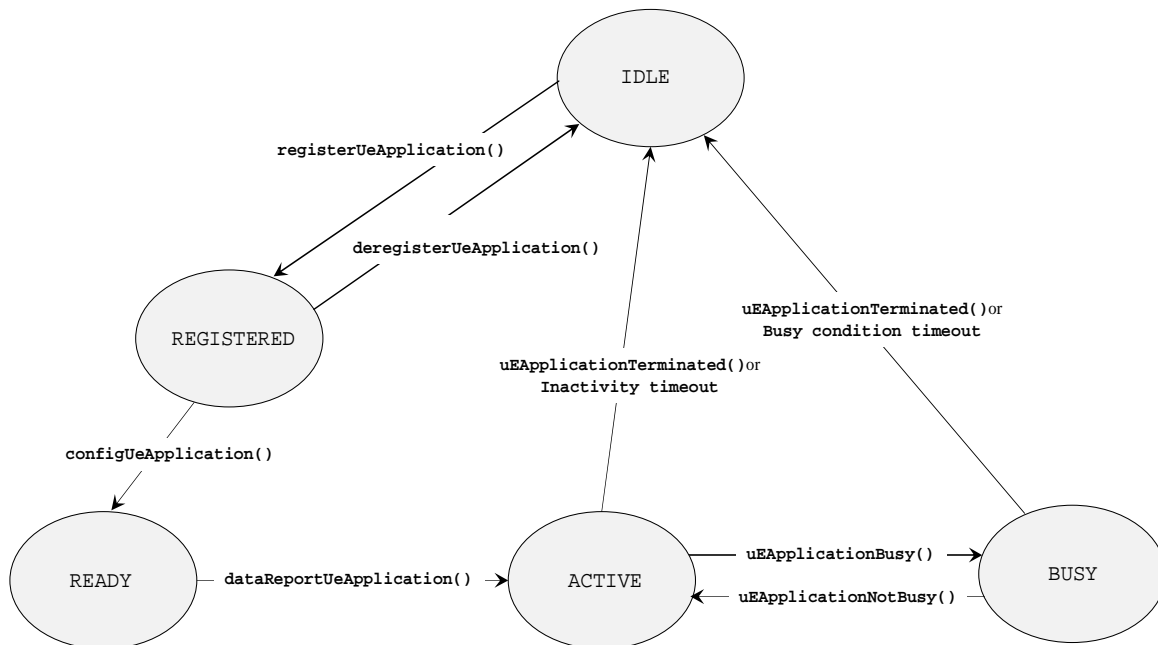 IDLE
registerUeApplication()
deregisterUeApplication()
uEApplicationTerminated()or
Busy condition timeout
REGISTERED
uEApplicationTerminated()or
Inactivity timeout
configUeApplication()
uEApplicationBusy()
READY
dataReportUeApplication()
ACTIVE
BUSY
uEApplicationNotBusy()